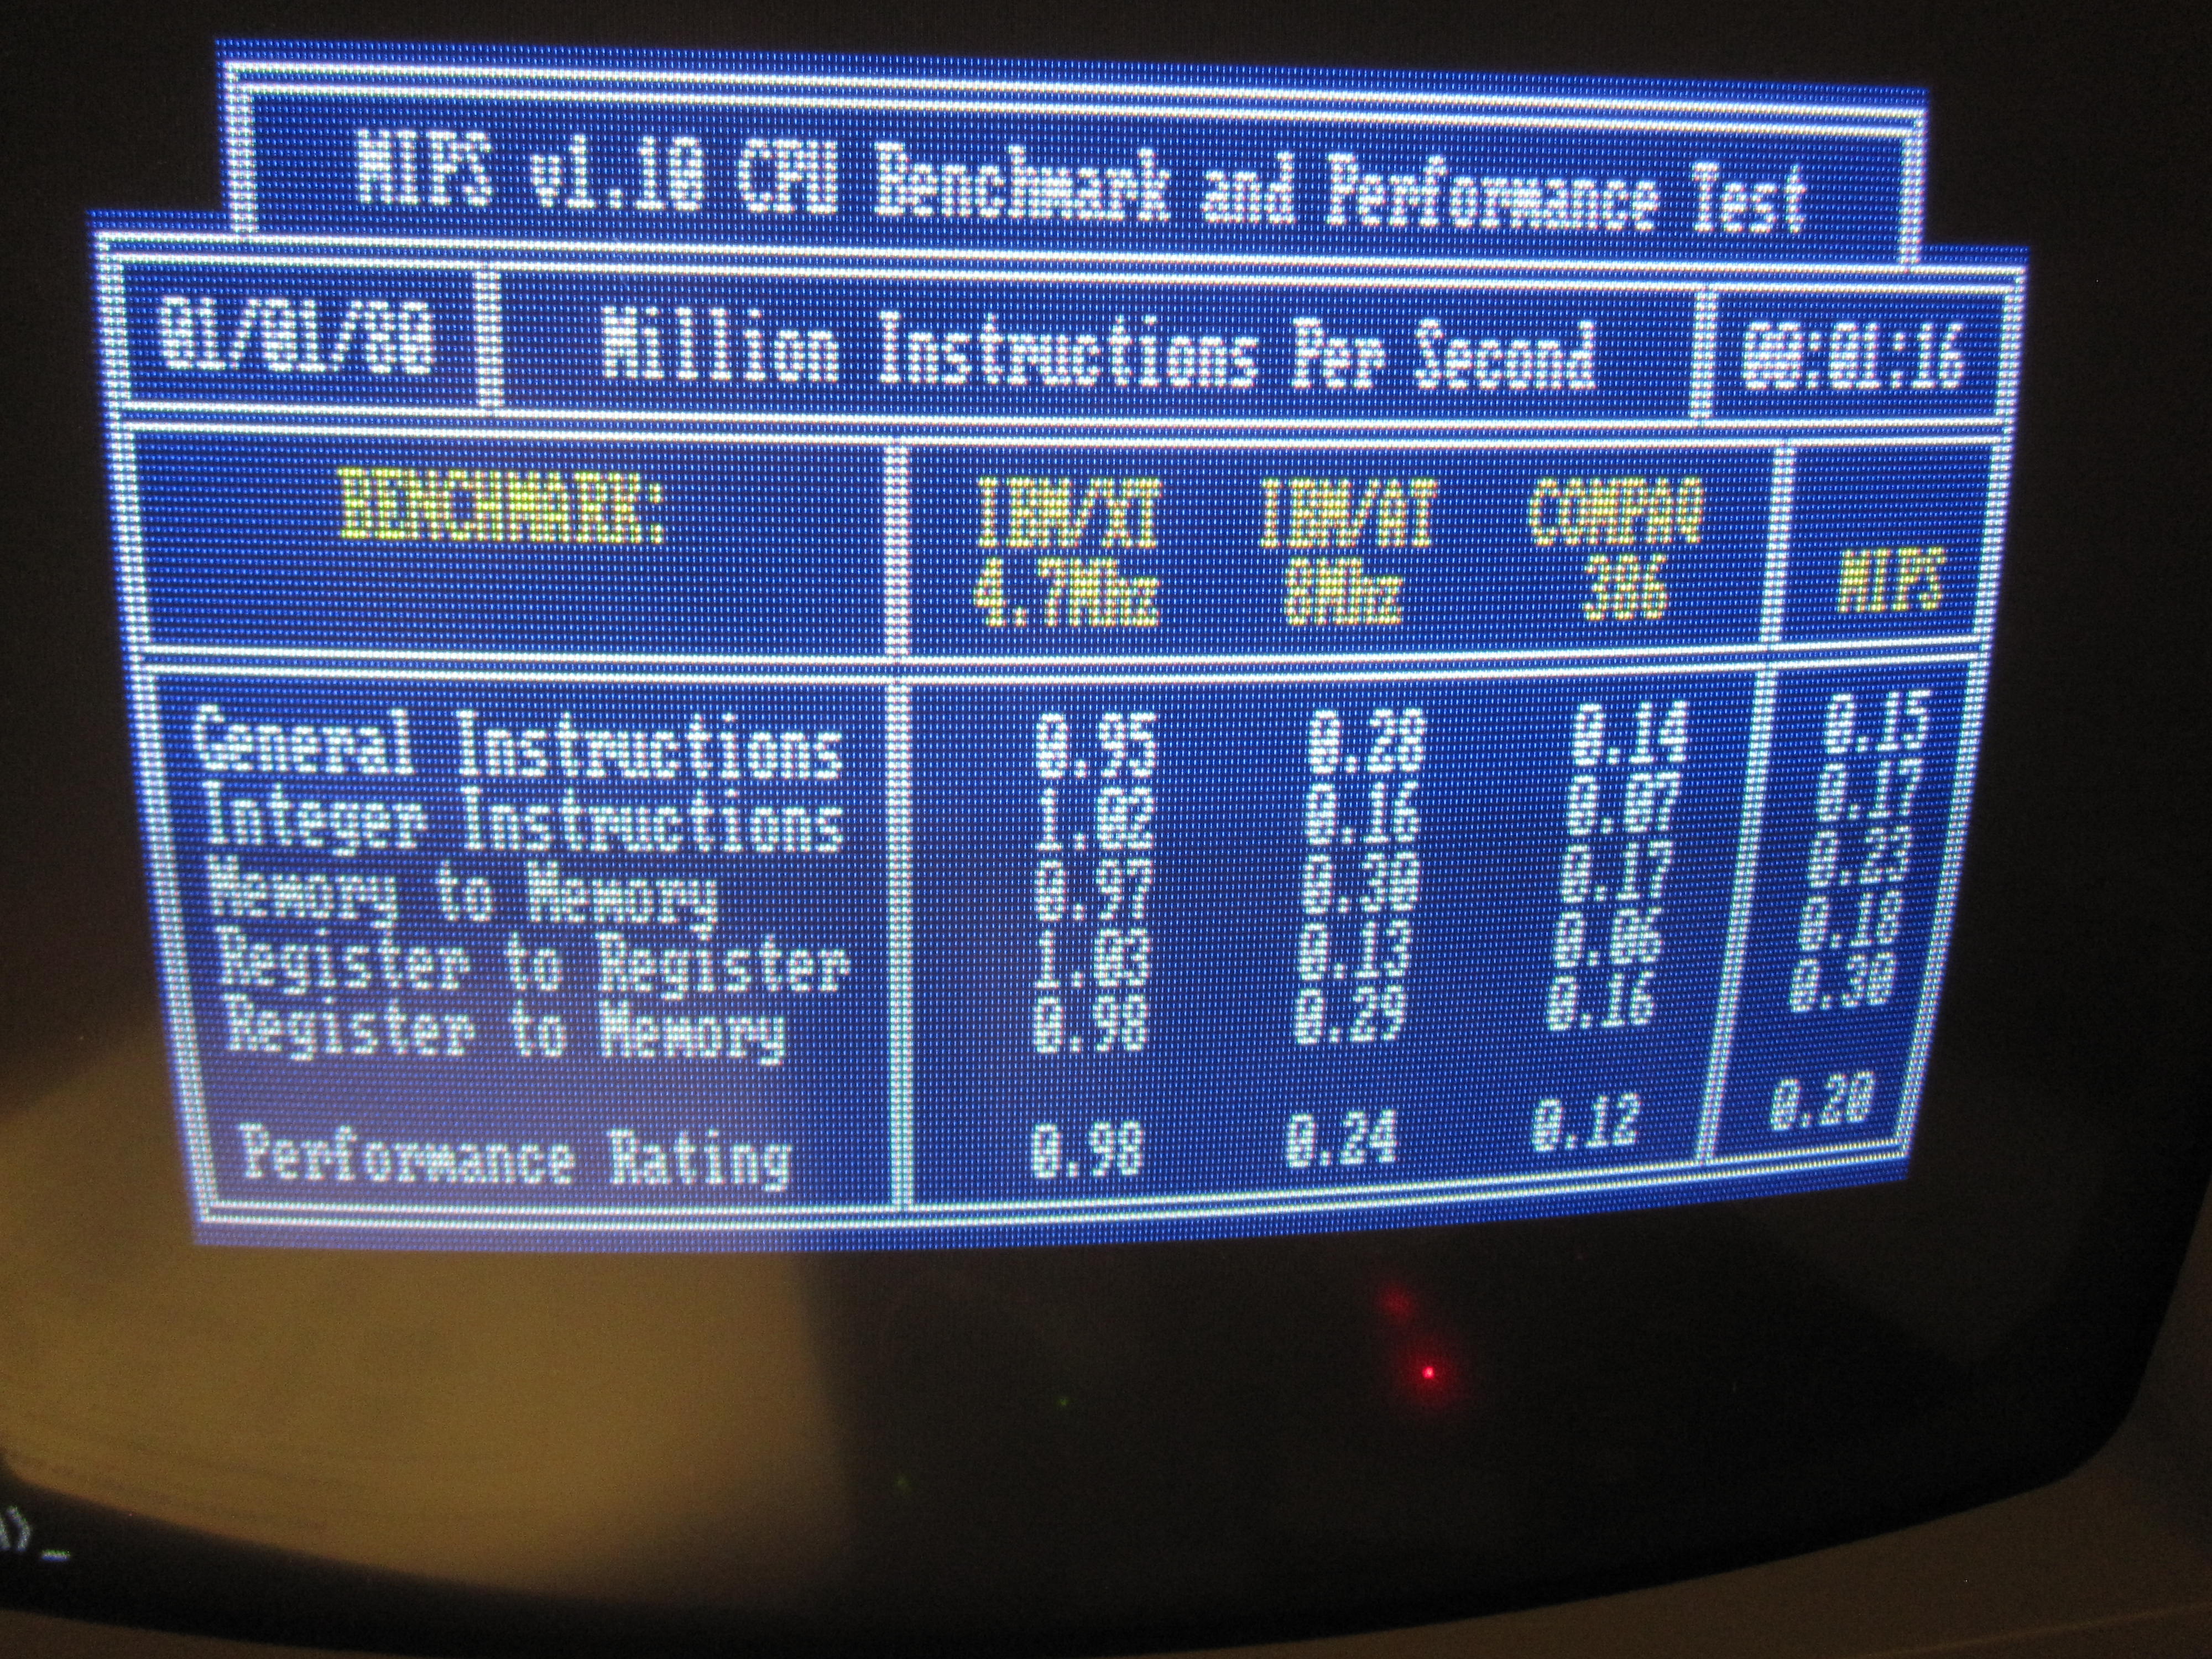 MIPS v1.10 CPU Benchmark and Performance Test
01/01/80 Million Instructions Per Second 00:01:16
BENCHMARK: IBM/XT IBM/AT COMPAQ
4.7Mhz 8Mhz 386 MIPS
General Instructions 0.95 0.28 0.14 0.15
Integer Instructions 1.02 0.16 0.07 0.17
Memory to Memory 0.97 0.30 0.17 0.23
Register to Register 1.03 0.13 0.06 0.18
Register to Memory 0.98 0.29 0.16 0.30
Performance Rating 0.98 0.24 0.12 0.20